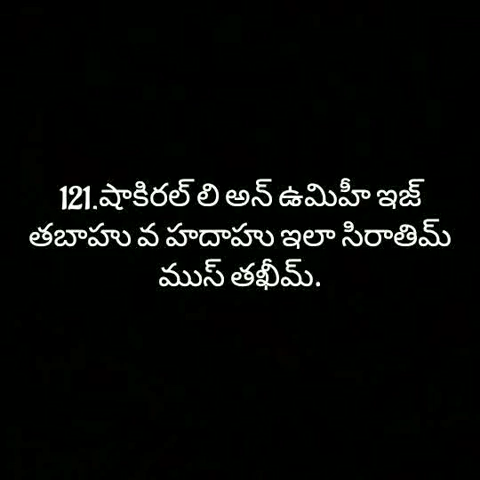 121.షాకిరల్ లి అన్ ఉమిహీ ఇజ్
తబాహు వ హదాహు ఇలా సిరాతిమ్
ముస్ తఖీమ్.